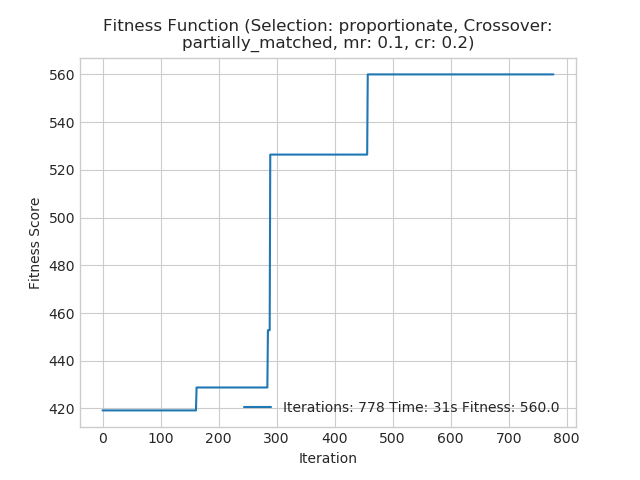 Fitness Function (Selection: proportionate, Crossover:
partially_matched, mr: 0.1, cr: 0.2)
Fitness Score
560
540
520
500
480
460
440
420
Iterations: 778 Time: 31s Fitness: 560.0
0 100 200 300 400 500 600 700 800
Iteration